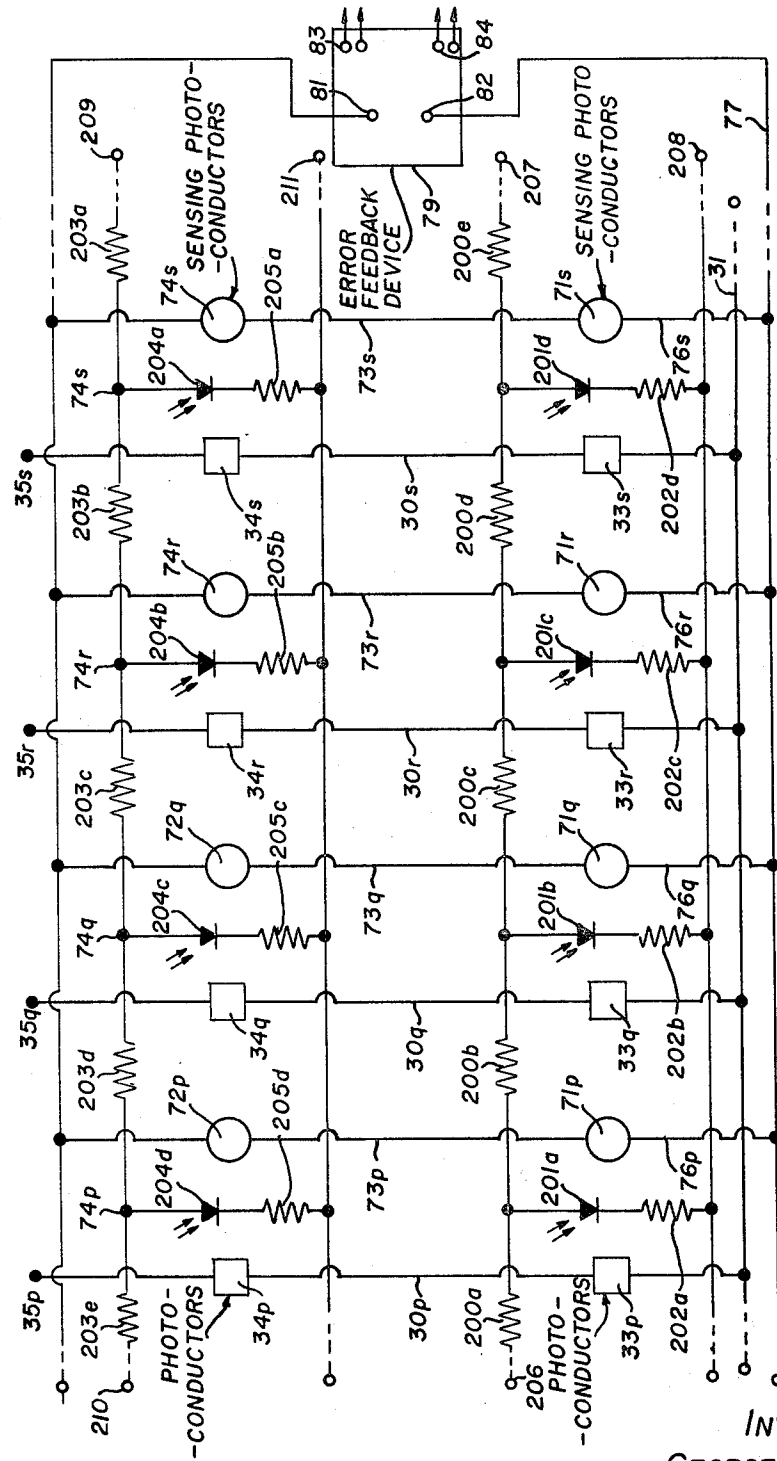 83
84
81
82
79
77
ERROR
FEEDBACK
DEVICE
209
211
207
208
31
203a
SENSING PHOTO-
-CONDUCTORS
74s
205a
204a
74s
73s
200e
SENSING PHOTO
-CONDUCTORS
71s
201d
76s
202d
35s
203b
34s
30s
200d
33s
74r
205b
204b
74r
73r
71r
201c
76r
202c
35r
203c
34r
30r
200c
33r
72q
205c
204c
74q
73q
71q
201b
76q
202b
35q
203d
34q
30q
200b
33q
72p
205d
204d
74p
73p
71p
201a
76p
202a
35p
203e
34p
30p
200a
33p
210
PHOTO-
-CONDUCTORS
206
PHOTO-
-CONDUCTORS